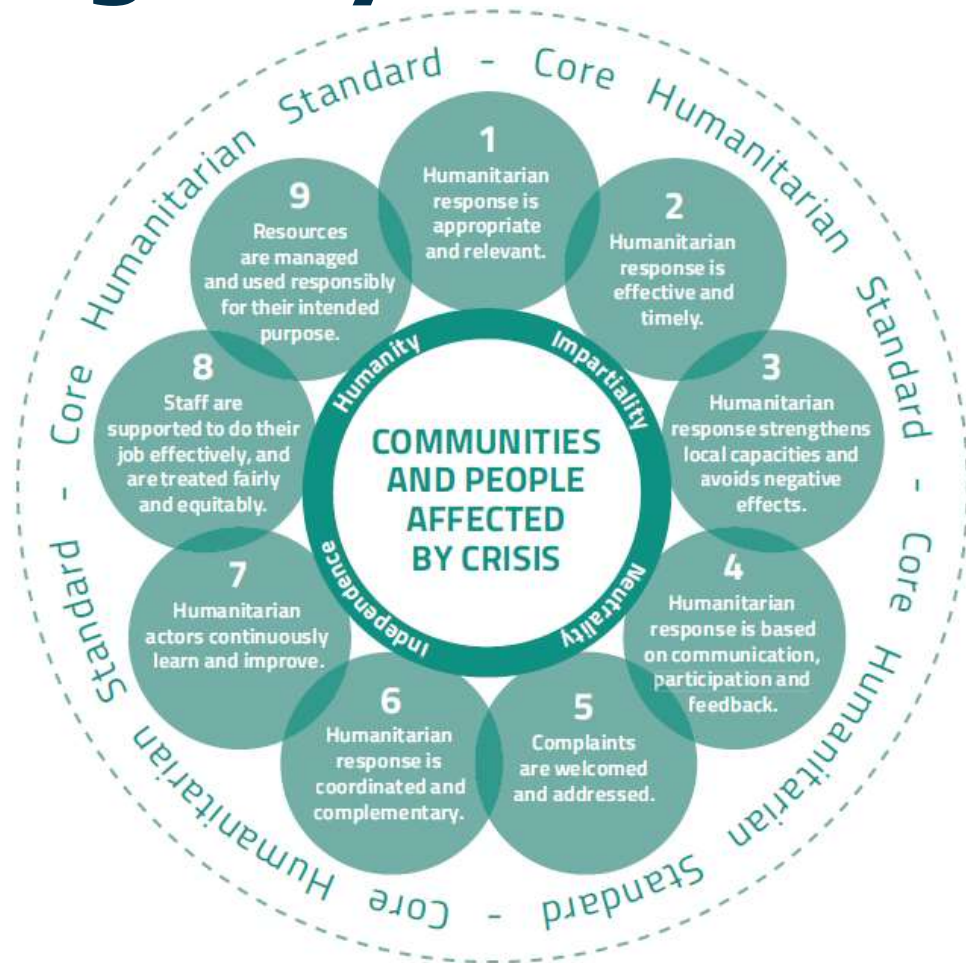 Core Humanitarian Standard - Core Humanitarian Standard - Core Humanitarian Standard - Core Humanitarian Standard -
1
Humanitarian
response is
appropriate
and relevant.
2
Humanitarian
response is
effective and
timely.
3
Humanitarian
response strengthens
local capacities and
avoids negative
effects.
4
Humanitarian
response is based
on communication,
participation and
feedback.
5
Complaints
are welcomed
and addressed.
6
Humanitarian
response is
coordinated and
complementary.
7
Humanitarian
actors continuously
learn and improve.
8
Staff are
supported to do their
job effectively, and
are treated fairly
and equitably.
9
Resources
are managed
and used responsibly
for their intended
purpose.
Humanity
Impartiality
Neutrality
Independence
COMMUNITIES
AND PEOPLE
AFFECTED
BY CRISIS